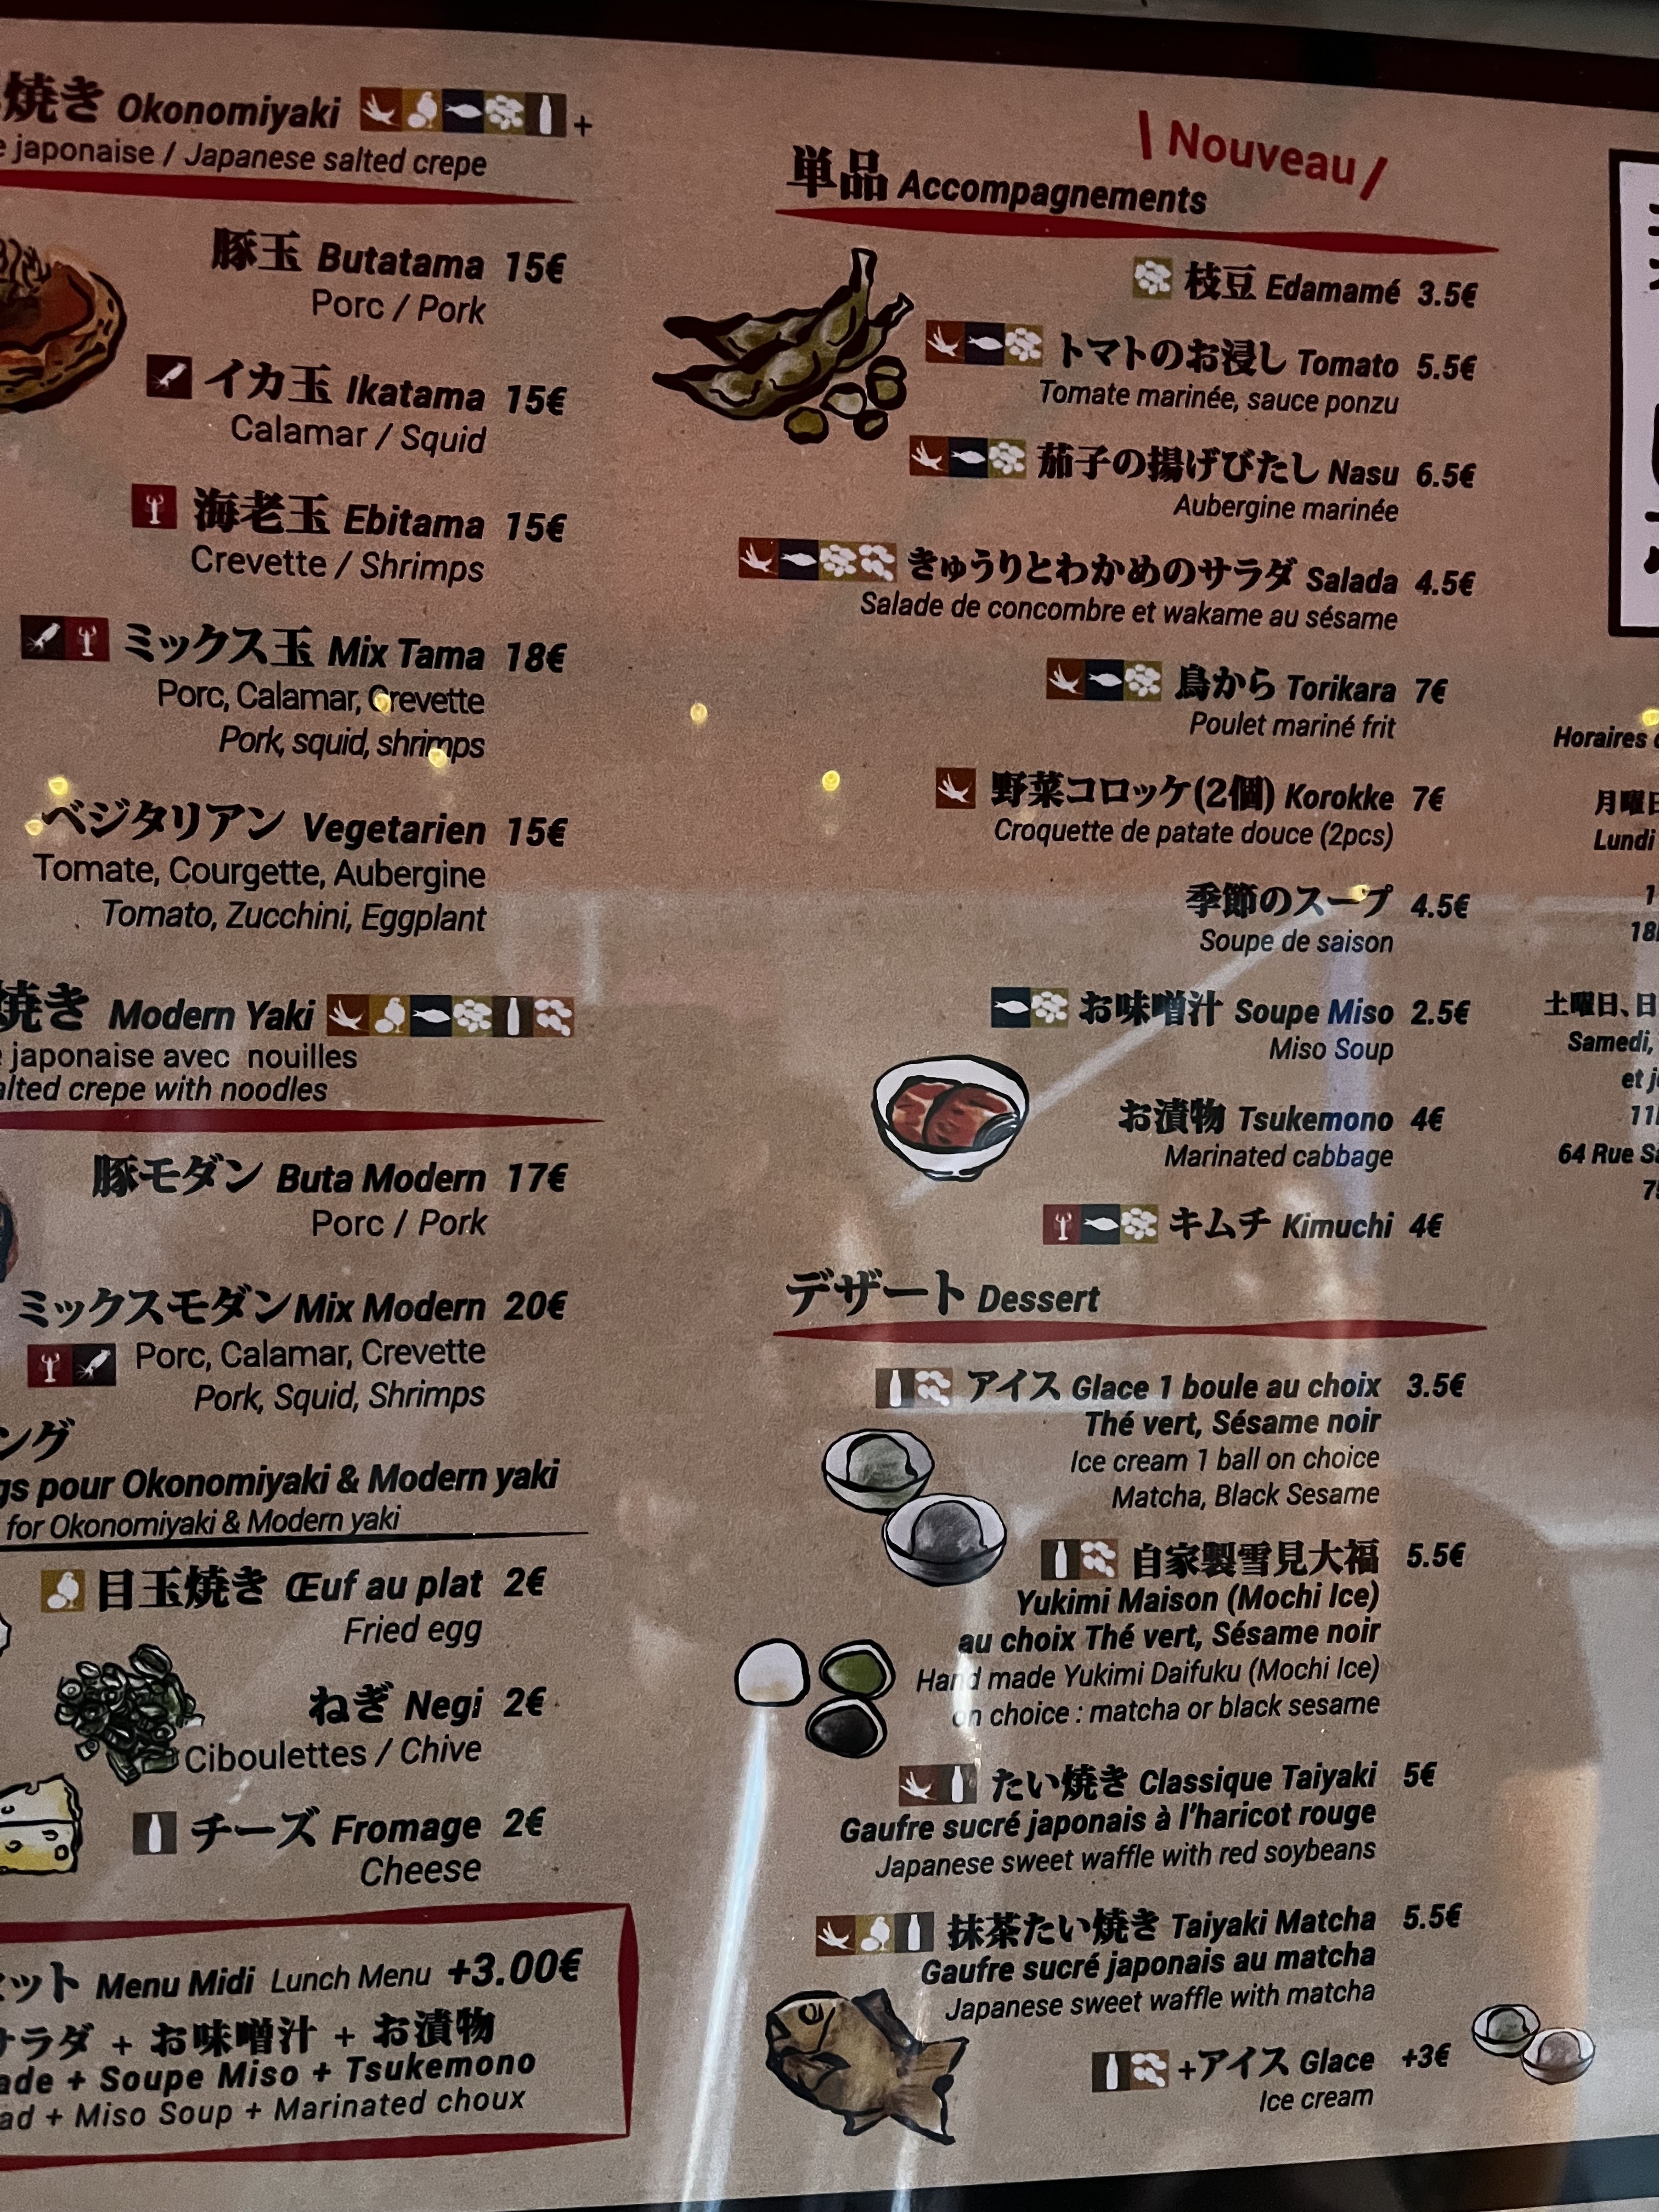 焼き Okonomiyaki +
japonaise / Japanese salted crepe
豚玉 Butatama 15€
Porc / Pork
イカ玉 Ikatama 15€
Calamar / Squid
海老玉 Ebitama 15€
Crevette / Shrimps
ミックス玉 Mix Tama 18€
Porc, Calamar, Crevette
Pork, squid, shrimps
ベジタリアン Vegetarien 15€
Tomate, Courgette, Aubergine
Tomato, Zucchini, Eggplant
焼き Modern Yaki
japonaise avec nouilles
crepe with noodles
豚モダン Buta Modern 17€
Porc / Pork
ミックスモダン Mix Modern 20€
Porc, Calamar, Crevette
Pork, Squid, Shrimps
ング
pour Okonomiyaki & Modern yaki
for Okonomiyaki & Modern yaki
目玉焼き Œuf au plat 2€
Fried egg
ねぎ Negi 2€
Ciboulettes / Chive
チーズ Fromage 2€
Cheese
ット Menu Midi Lunch Menu +3.00€
サラダ + お味噌汁 + お漬物
+ Soupe Miso + Tsukemono
+ Miso Soup + Marinated choux
\ Nouveau /
単品 Accompagnements
枝豆 Edamamé 3.5€
トマトのお浸し Tomato 5.5€
Tomate marinée, sauce ponzu
茄子の揚げびたし Nasu 6.5€
Aubergine marinée
きゅうりとわかめのサラダ Salada 4.5€
Salade de concombre et wakame au sésame
鳥から Torikara 7€
Poulet mariné frit
野菜コロッケ(2個) Korokke 7€
Croquette de patate douce (2pcs)
季節のスープ 4.5€
Soupe de saison
お味噌汁 Soupe Miso 2.5€
Miso Soup
お漬物 Tsukemono 4€
Marinated cabbage
キムチ Kimuchi 4€
デザート Dessert
アイス Glace 1 boule au choix 3.5€
Thé vert, Sésame noir
Ice cream 1 ball on choice
Matcha, Black Sesame
自家製雪見大福 5.5€
Yukimi Maison (Mochi Ice)
au choix Thé vert, Sésame noir
Hand made Yukimi Daifuku (Mochi Ice)
on choice : matcha or black sesame
たい焼き Classique Taiyaki 5€
Gaufre sucré japonais à l'haricot rouge
Japanese sweet waffle with red soybeans
抹茶たい焼き Taiyaki Matcha 5.5€
Gaufre sucré japonais au matcha
Japanese sweet waffle with matcha
+アイス Glace +3€
Ice cream
Horaires
月曜日
Lundi
土曜日、日
Samedi,
et
64 Rue